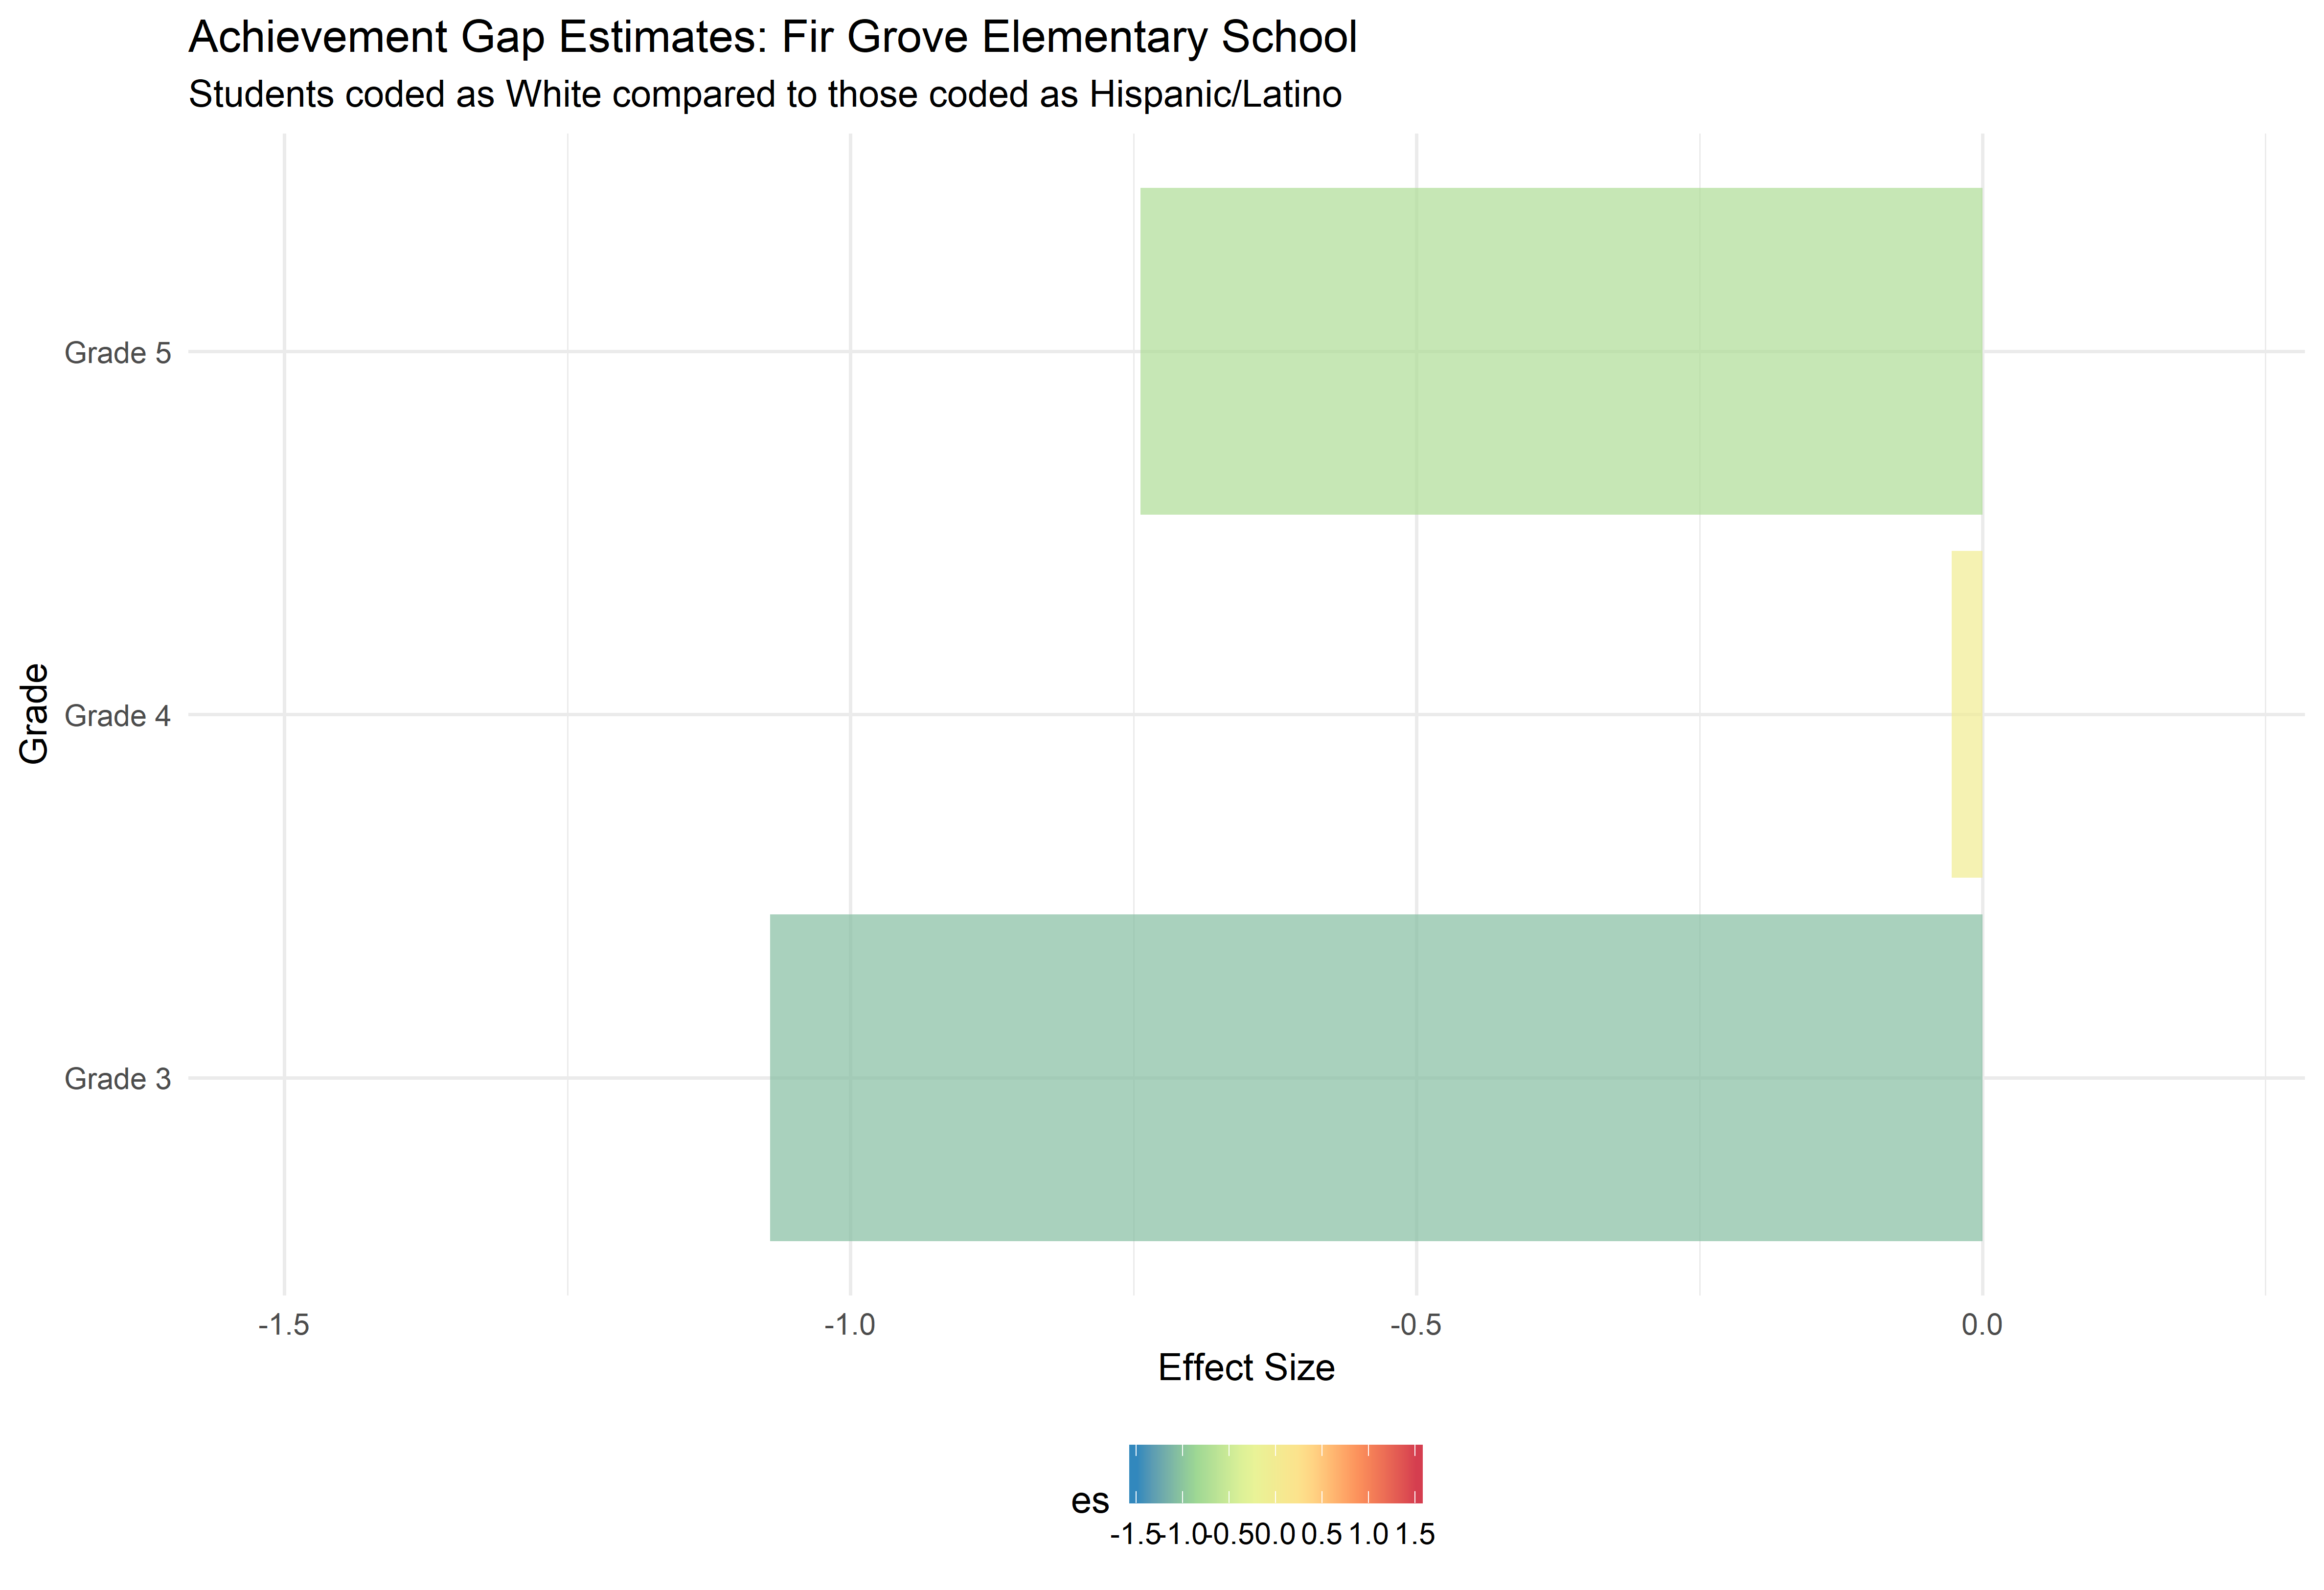 Achievement Gap Estimates: Fir Grove Elementary School
Students coded as White compared to those coded as Hispanic/Latino
Grade
Grade 5
Grade 4
Grade 3
-1.5 -1.0 -0.5 0.0
Effect Size
es
-1.5 -1.0 -0.5 0.0 0.5 1.0 1.5